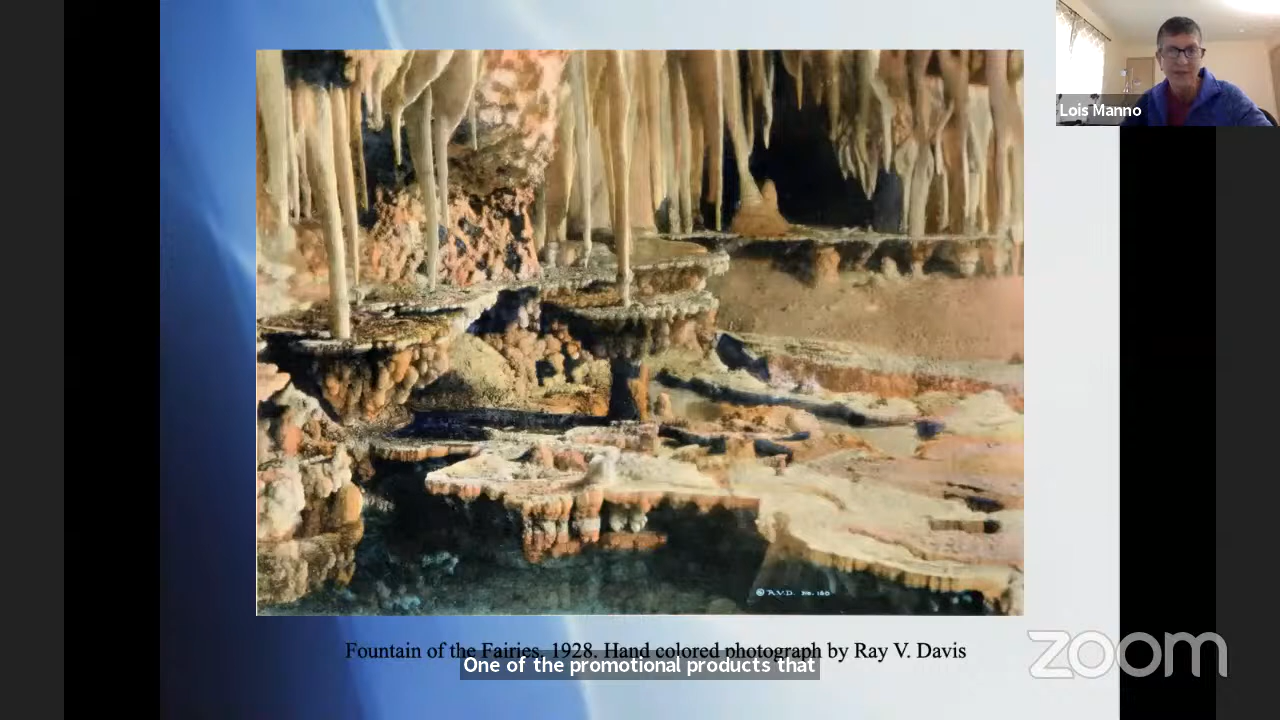 Lois Manno
© R.V.D. No. 160
Fountain of the Fairies, 1928. Hand colored photograph by Ray V. Davis
One of the promotional products that
zoom